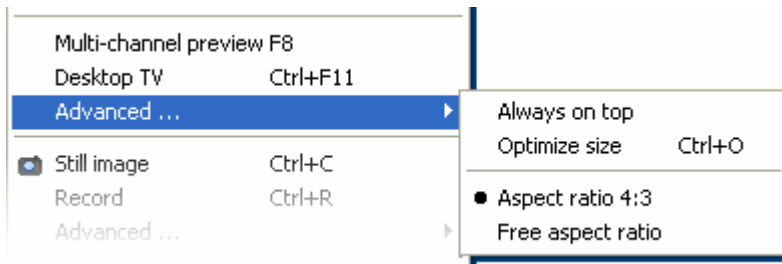 Multi-channel preview F8
Desktop TV Ctrl+F11
Advanced ...
Always on top
Optimize size Ctrl+O
Still image Ctrl+C
Record Ctrl+R
Advanced ...
Aspect ratio 4:3
Free aspect ratio